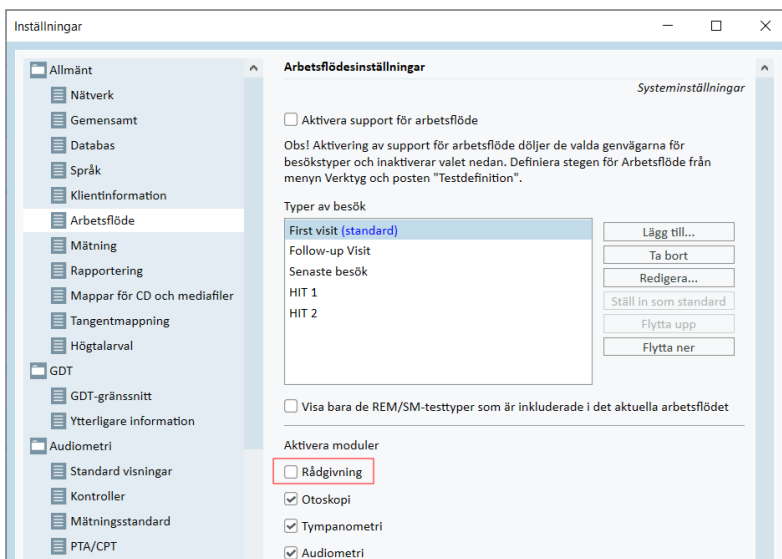 Inställningar
Allmänt
Nätverk
Gemensamt
Databas
Språk
Klientinformation
Arbetsflöde
Mätning
Rapportering
Mappar för CD och mediafiler
Tangentmappning
Högtalarval
GDT
GDT-gränssnitt
Ytterligare information
Audiometri
Standard visningar
Kontroller
Mätningsstandard
PTA/CPT
Arbetsflödesinställningar
Systeminställningar
Aktivera support för arbetsflöde
Obs! Aktivering av support för arbetsflöde döljer de valda genvägarna för
besökstyper och inaktiverar valet nedan. Definiera stegen för Arbetsflöde från
menyn Verktyg och posten "Testdefinition".
Typer av besök
First visit (standard)
Follow-up Visit
Senaste besök
HIT 1
HIT 2
Lägg till...
Ta bort
Redigera...
Ställ in som standard
Flytta upp
Flytta ner
Visa bara de REM/SM-testtyper som är inkluderade i det aktuella arbetsflödet
Aktivera moduler
Rådgivning
Otoskopi
Tympanometri
Audiometri